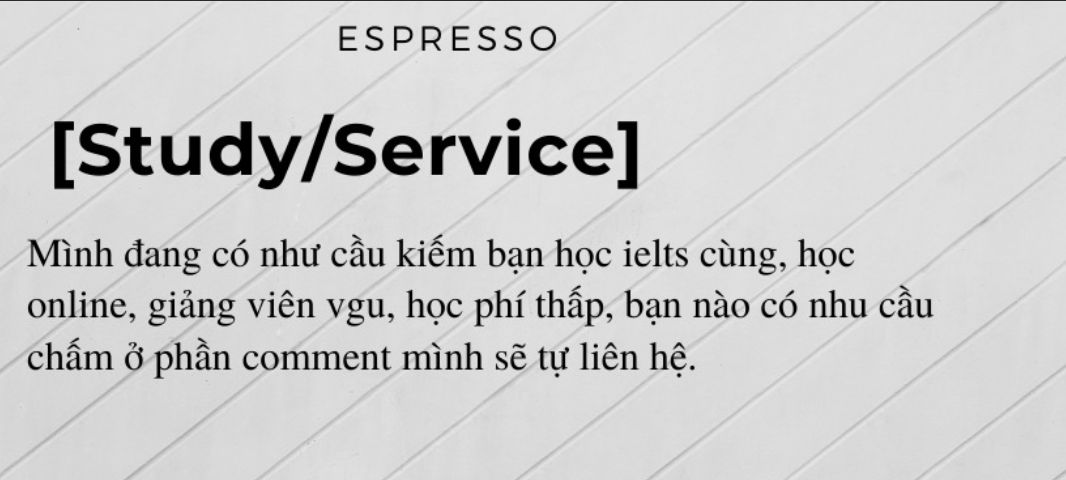 ESPRESSO
[Study/Service]
Mình đang có như cầu kiếm bạn học ielts cùng, học
online, giảng viên vgu, học phí thấp, bạn nào có nhu cầu
chấm ở phần comment mình sẽ tự liên hệ.